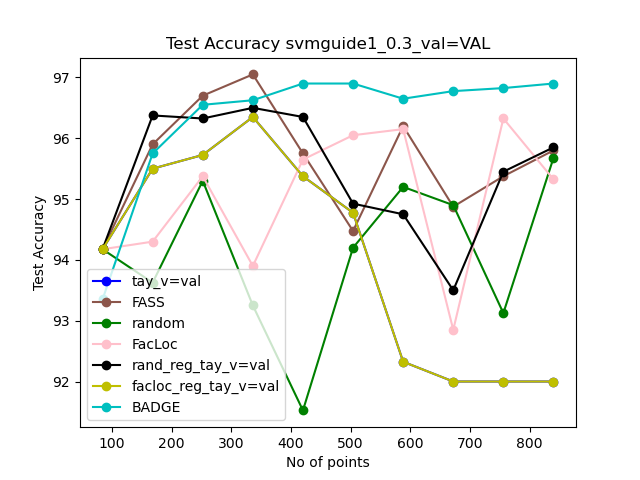 Test Accuracy svmguide1_0.3_val=VAL
97
96
95
94
93
92
Test Accuracy
tay_v=val
FASS
random
FacLoc
rand_reg_tay_v=val
facloc_reg_tay_v=val
BADGE
100 200 300 400 500 600 700 800
No of points